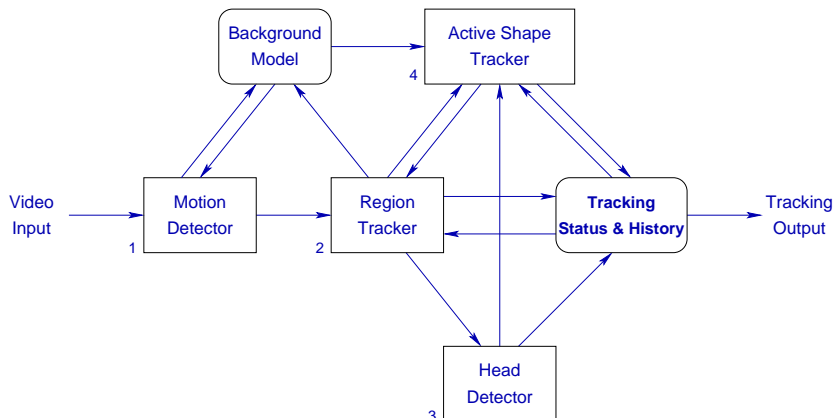 Background
Model
Active Shape
Tracker
4
Video
Input
Motion
Detector
1
Region
Tracker
2
Tracking
Status & History
Tracking
Output
Head
Detector
3